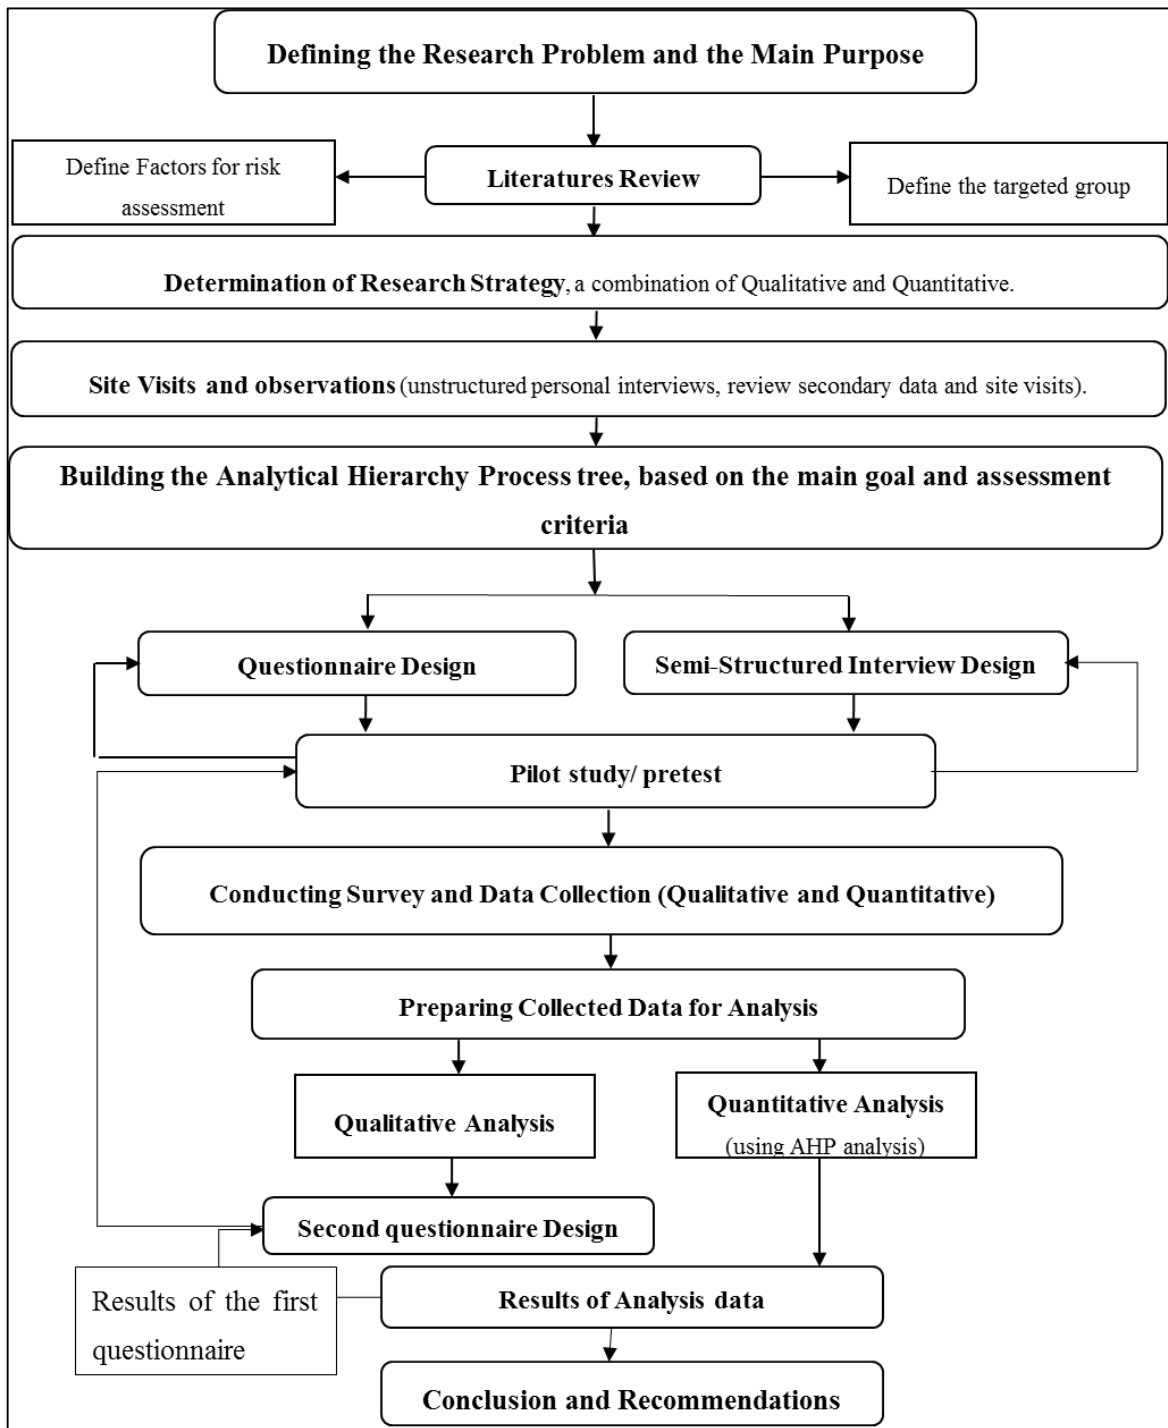 Defining the Research Problem and the Main Purpose
Define Factors for risk
assessment
Literatures Review
Define the targeted group
Determination of Research Strategy, a combination of Qualitative and Quantitative.
Site Visits and observations (unstructured personal interviews, review secondary data and site visits).
Building the Analytical Hierarchy Process tree, based on the main goal and assessment
criteria
Questionnaire Design
Semi-Structured Interview Design
Pilot study/ pretest
Conducting Survey and Data Collection (Qualitative and Quantitative)
Preparing Collected Data for Analysis
Qualitative Analysis
Quantitative Analysis
(using AHP analysis)
Second questionnaire Design
Results of the first
questionnaire
Results of Analysis data
Conclusion and Recommendations